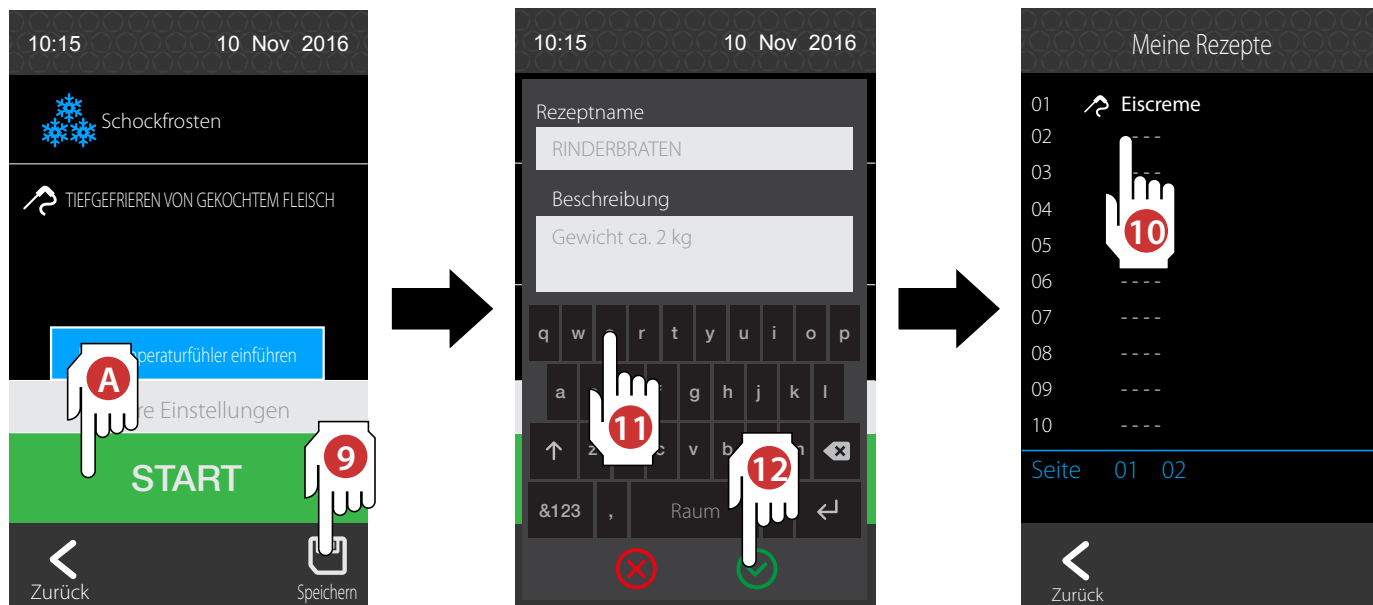 10:15 10 Nov 2016
Schockfrosten
TIEFGEFRIEREN VON GEKOCHTEM FLEISCH
peraturfühler einführen
A
re Einstellungen
9
START
Zurück Speichern
10:15 10 Nov 2016
Rezeptname
RINDERBRATEN
Beschreibung
Gewicht ca. 2 kg
q w r t y u i o p
a g h j k l
11
z c v b
12
&123 , Raum
Meine Rezepte
01 Eiscreme
02 ----
03
04
10
05
06 ----
07 ----
08 ----
09 ----
10 ----
Seite 01 02
Zurück